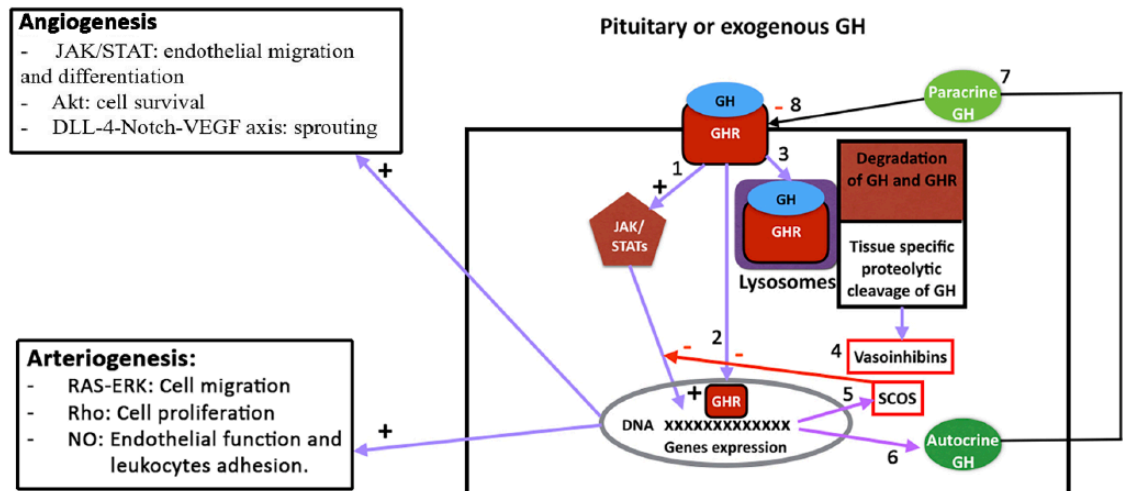 Angiogenesis
- JAK/STAT: endothelial migration
and differentiation
- Akt: cell survival
- DLL-4-Notch-VEGF axis: sprouting
Pituitary or exogenous GH
GH
GHR
- 8
7
Paracrine
GH
1
+
3
JAK/
STATs
GH
GHR
Lysosomes
Degradation
of GH and GHR
Tissue specific
proteolytic
cleavage of GH
+
Arteriogenesis:
- RAS-ERK: Cell migration
- Rho: Cell proliferation
- NO: Endothelial function and
leukocytes adhesion.
+
2
-
-
4
Vasoinhibins
+
GHR
DNA XXXXXXXXXXXXX
Genes expression
5
SCOS
6
Autocrine
GH